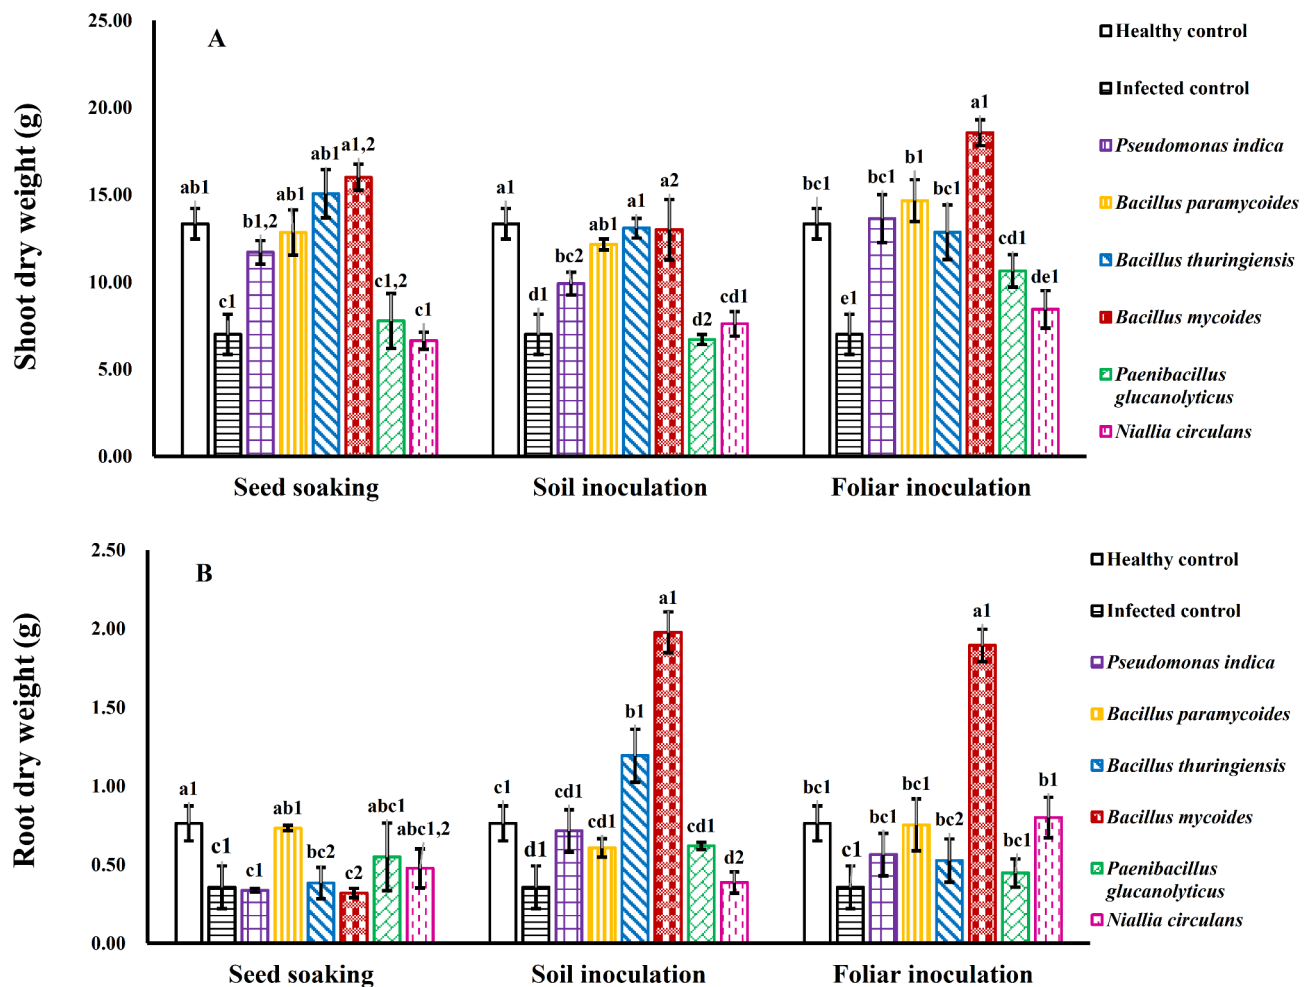 A
Shoot dry weight (g)
25.00
20.00
15.00
10.00
5.00
0.00
ab1
c1
b1,2
ab1
ab1
a1,2
c1,2
c1
a1
d1
bc2
ab1
a1
a2
d2
cd1
bc1
e1
bc1
b1
bc1
a1
cd1
de1
Seed soaking
Soil inoculation
Foliar inoculation
Healthy control
Infected control
Pseudomonas indica
Bacillus paramycoides
Bacillus thuringiensis
Bacillus mycoides
Paenibacillus
glucanolyticus
Niallia circulans
B
Root dry weight (g)
2.50
2.00
1.50
1.00
0.50
0.00
a1
c1
c1
ab1
bc2
c2
abc1
abc1,2
c1
d1
cd1
cd1
b1
a1
cd1
d2
bc1
c1
bc1
bc1
bc2
a1
bc1
b1
Seed soaking
Soil inoculation
Foliar inoculation
Healthy control
Infected control
Pseudomonas indica
Bacillus paramycoides
Bacillus thuringiensis
Bacillus mycoides
Paenibacillus
glucanolyticus
Niallia circulans